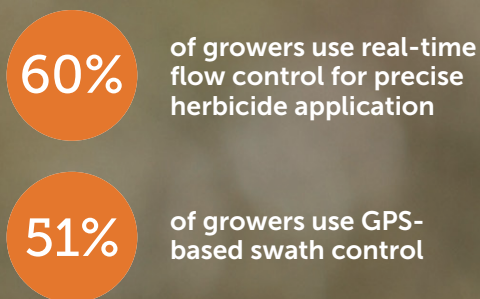 60%
of growers use real-time
flow control for precise
herbicide application
51%
of growers use GPS-
based swath control